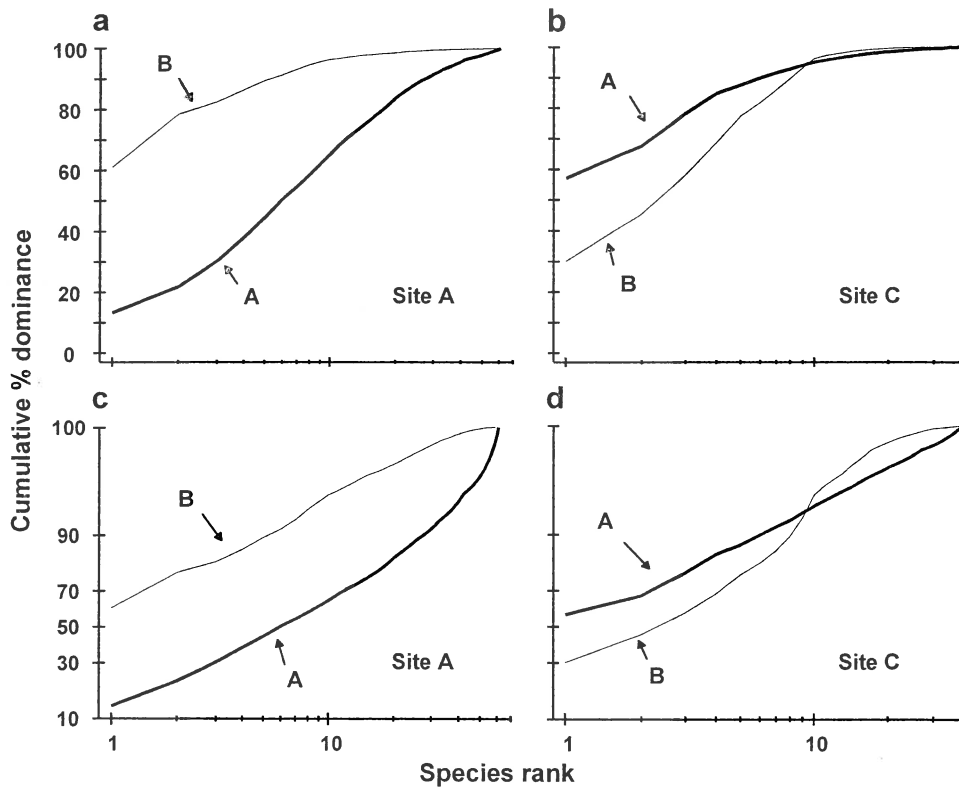 a
b
100
80
60
40
20
0
B
A
Site A
A
B
Site C
Cumulative % dominance
c
d
100
90
70
50
30
10
B
A
Site A
A
B
Site C
1
10
1
10
Species rank